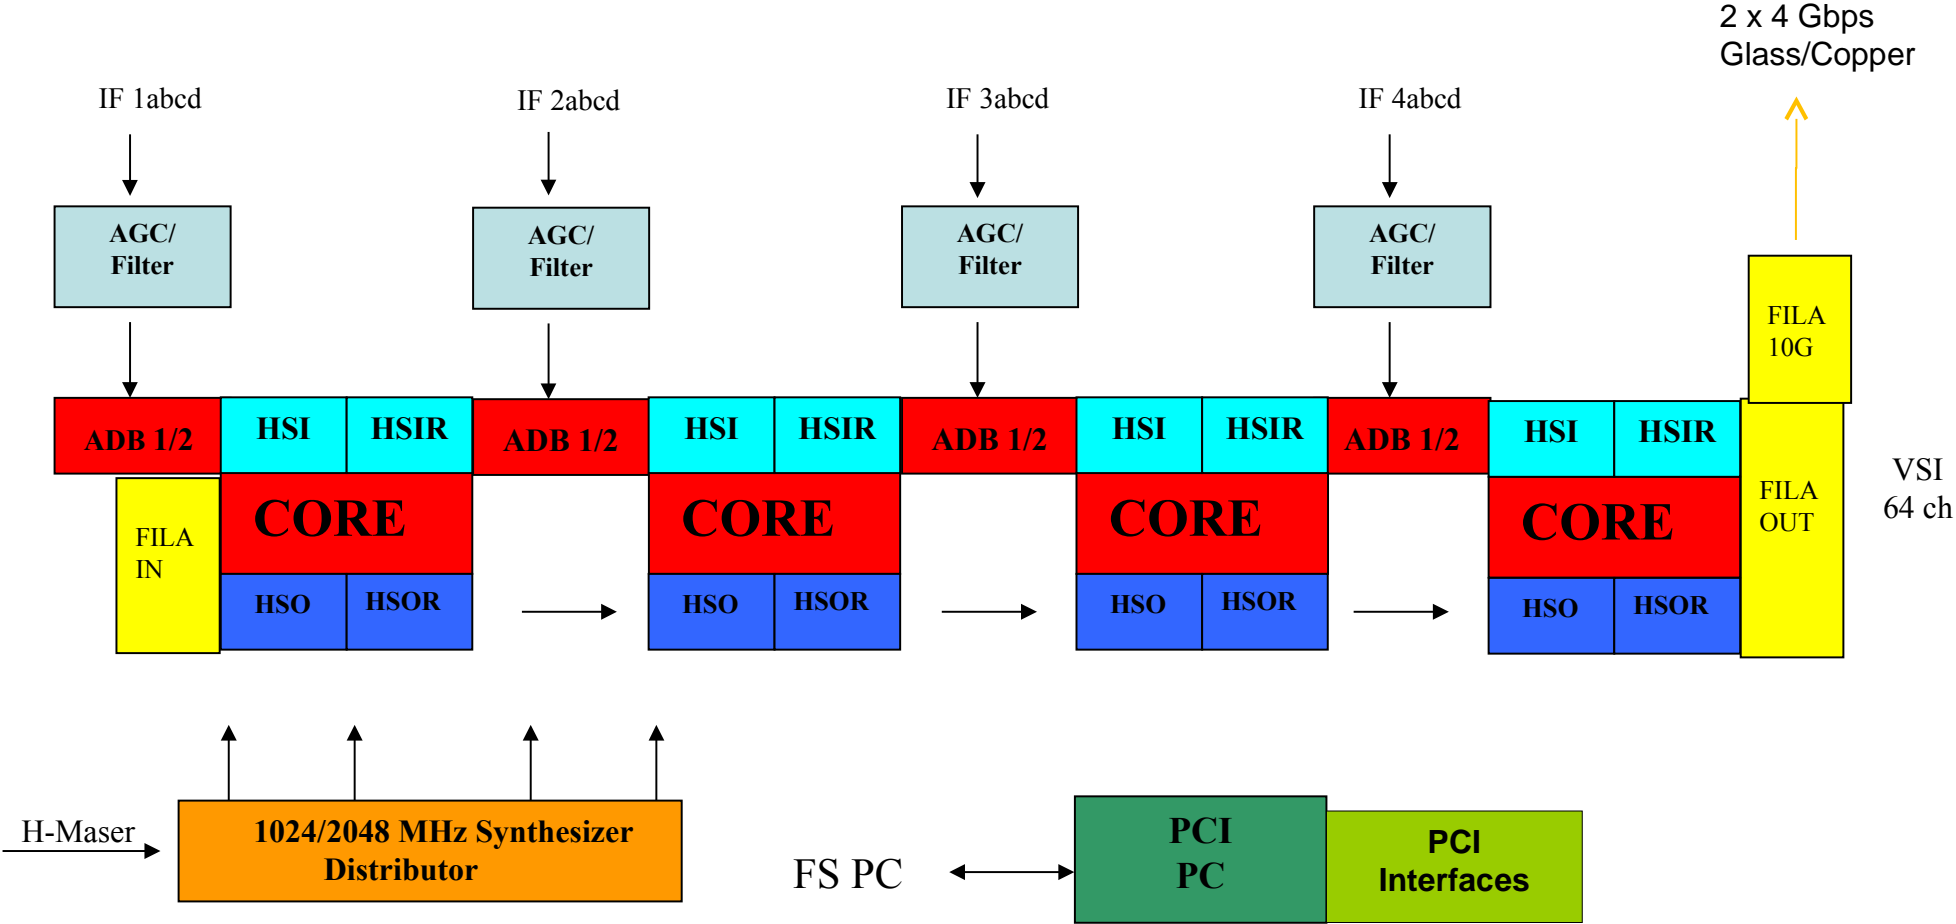 2 x 4 Gbps
Glass/Copper
IF 1abcd
IF 2abcd
IF 3abcd
IF 4abcd
AGC/
Filter
AGC/
Filter
AGC/
Filter
AGC/
Filter
FILA
10G
ADB 1/2
HSI
HSIR
ADB 1/2
HSI
HSIR
ADB 1/2
HSI
HSIR
ADB 1/2
HSI
HSIR
FILA
IN
CORE
CORE
CORE
CORE
FILA
OUT
VSI
64 ch
HSO
HSOR
HSO
HSOR
HSO
HSOR
HSO
HSOR
H-Maser
1024/2048 MHz Synthesizer
Distributor
FS PC
PCI
PC
PCI
Interfaces